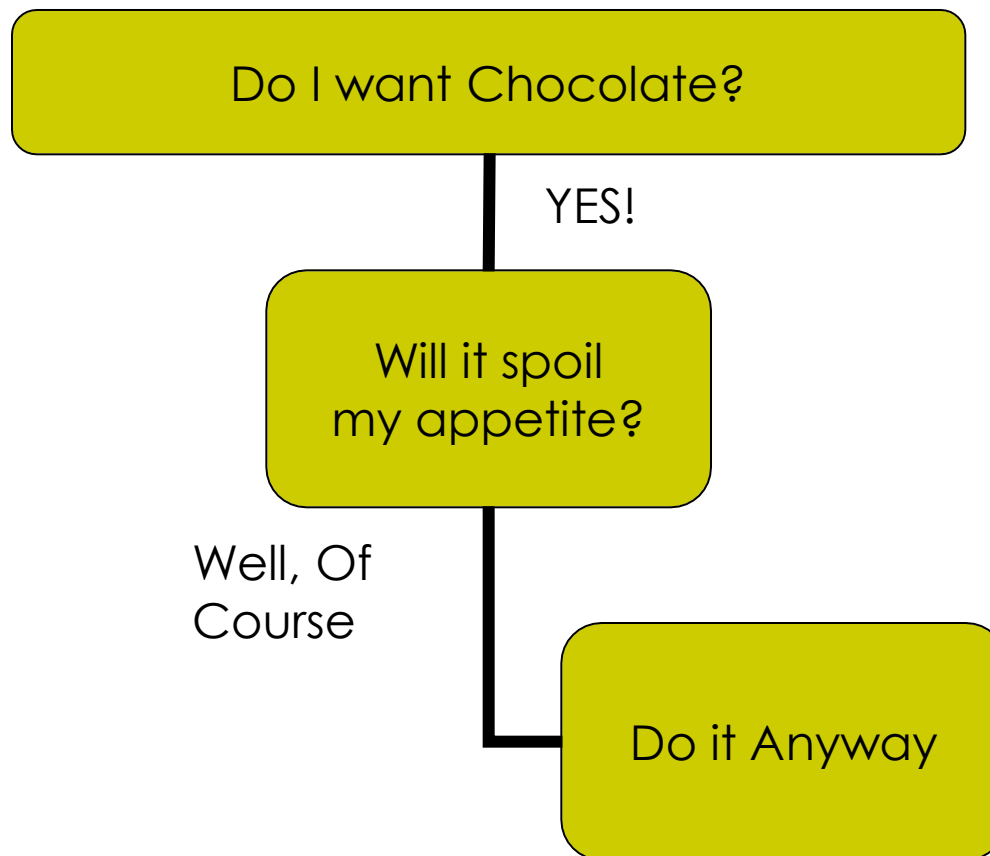 Do I want Chocolate?
YES!
Will it spoil
my appetite?
Well, Of
Course
Do it Anyway